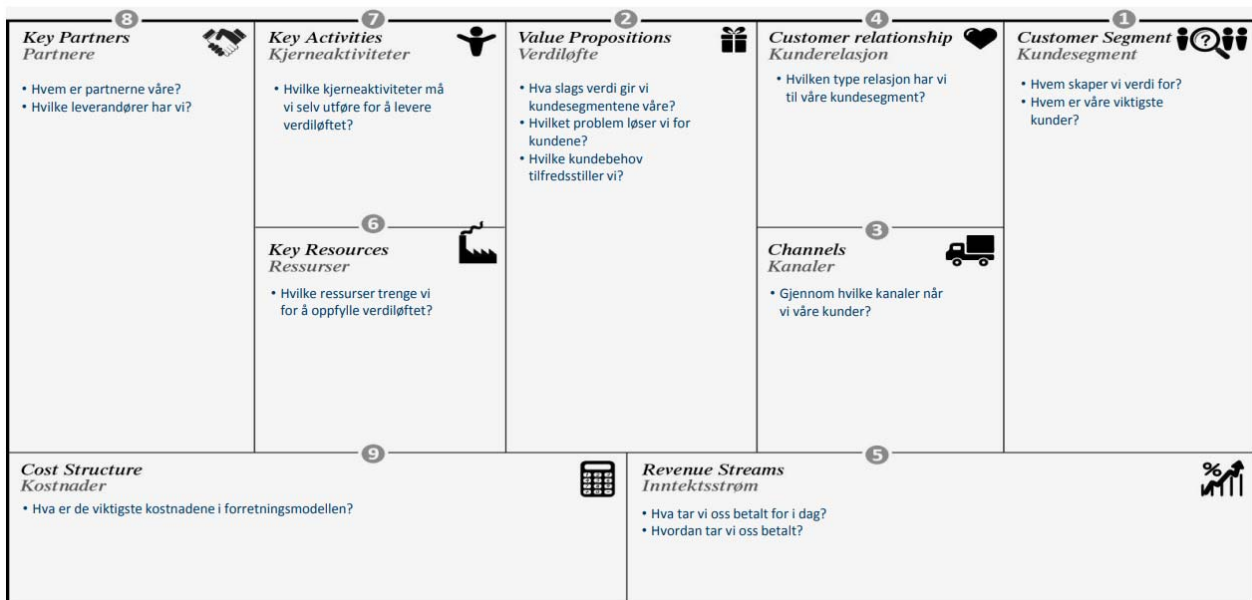 8
Key Partners
Partnere
• Hvem er partnerne våre?
• Hvilke leverandører har vi?
7
Key Activities
Kjerneaktiviteter
• Hvilke kjerneaktiviteter må
vi selv utføre for å levere
verdiløftet?
6
Key Resources
Ressurser
• Hvilke ressurser trenge vi
for å oppfylle verdiløftet?
2
Value Propositions
Verdiløfte
• Hva slags verdi gir vi
kundesegmentene våre?
• Hvilket problem løser vi for
kundene?
• Hvilke kundebehov
tilfredsstiller vi?
4
Customer relationship
Kunderelasjon
• Hvilken type relasjon har vi
til våre kundesegment?
3
Channels
Kanaler
• Gjennom hvilke kanaler når
vi våre kunder?
1
Customer Segment
Kundesegment
?
• Hvem skaper vi verdi for?
• Hvem er våre viktigste
kunder?
9
Cost Structure
Kostnader
• Hva er de viktigste kostnadene i forretningsmodellen?
5
Revenue Streams
Inntektsstrøm
%
• Hva tar vi oss betalt for i dag?
• Hvordan tar vi oss betalt?